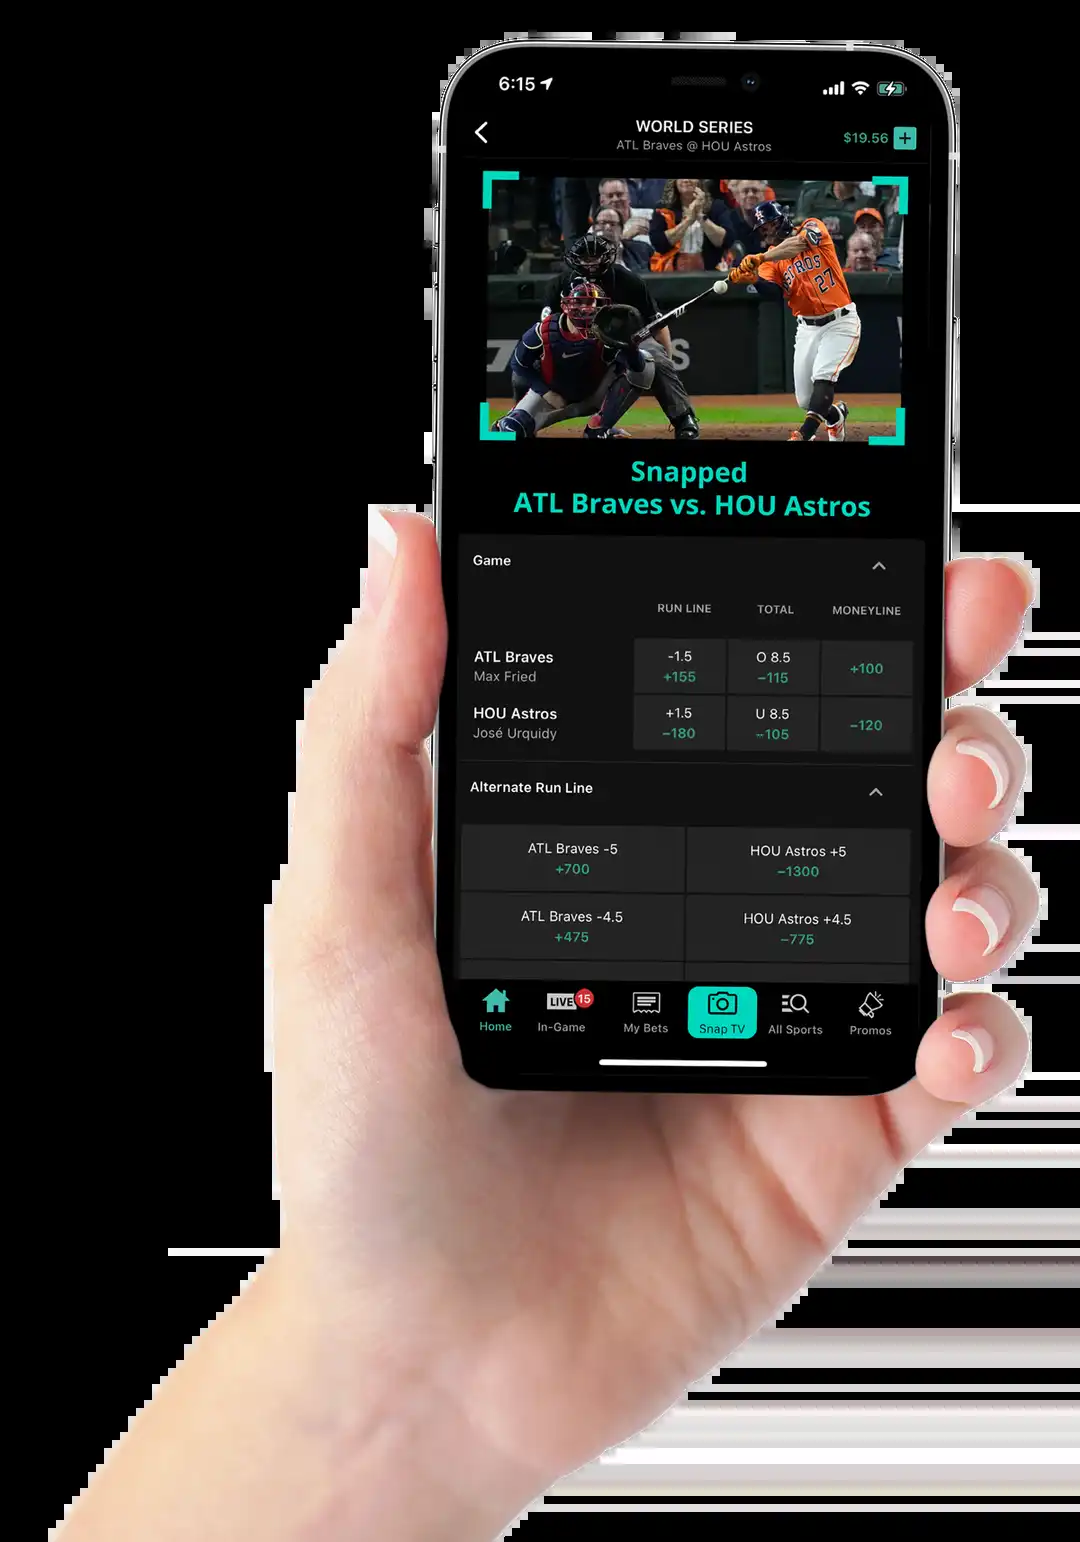 6:15
WORLD SERIES
ATL Braves @ HOU Astros
$19.56 +
ASTROS
27
S
Snapped
ATL Braves vs. HOU Astros
Game
RUN LINE TOTAL MONEYLINE
ATL Braves -1.5 O 8.5 +100
Max Fried +155 −115
HOU Astros +1.5 U 8.5 −120
José Urquidy −180 −105
Alternate Run Line
ATL Braves -5 HOU Astros +5
+700 −1300
ATL Braves -4.5 HOU Astros +4.5
+475 −775
LIVE 15
Home In-Game My Bets Snap TV All Sports Promos